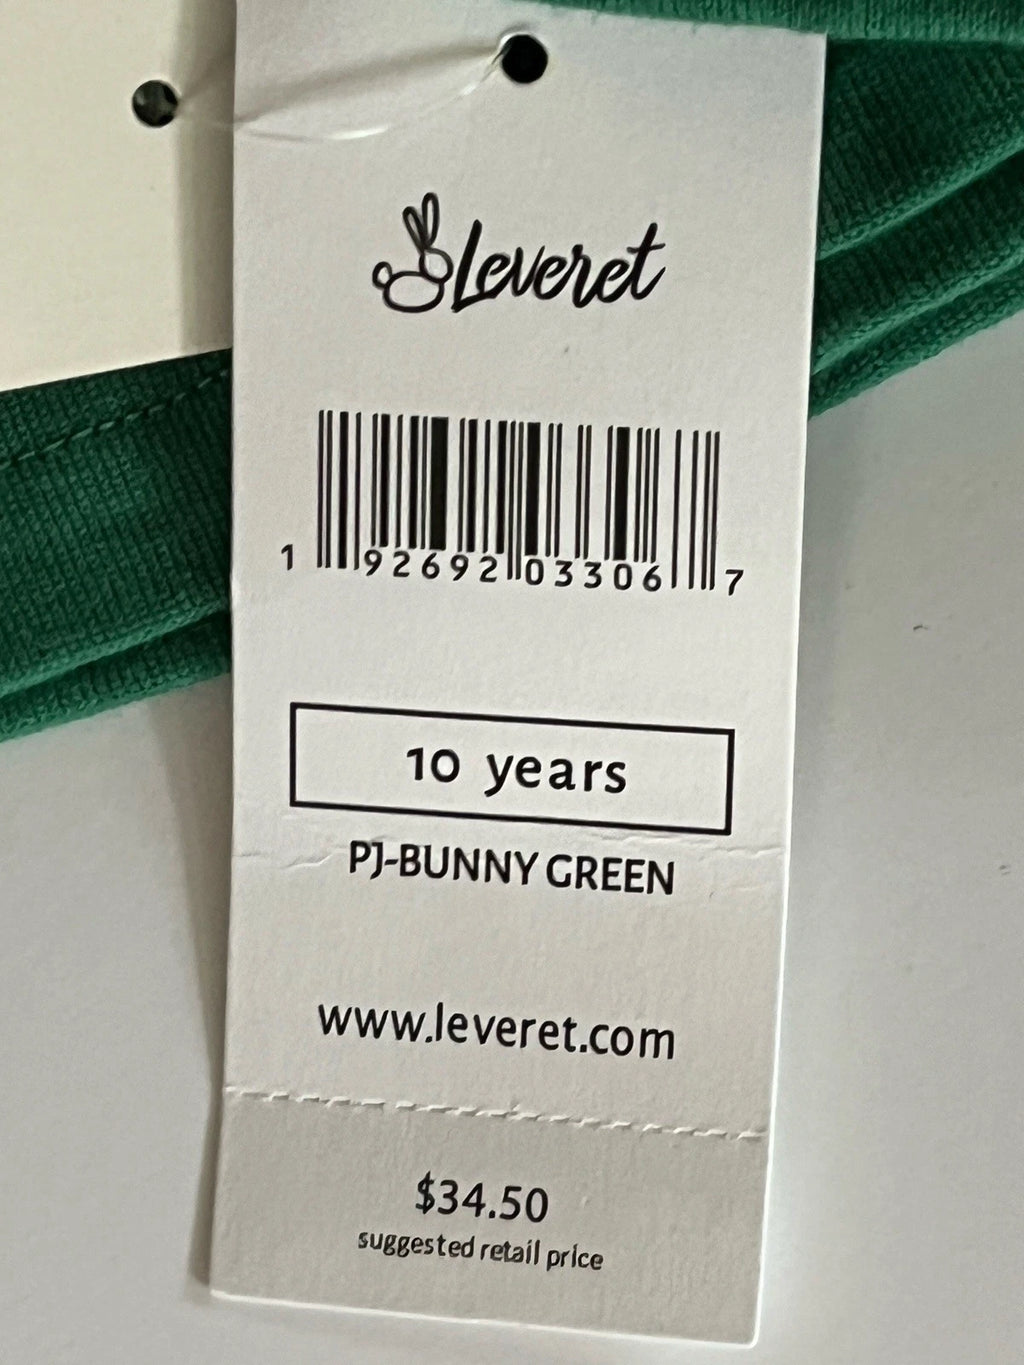 Leveret
1 92692 03306 7
10 years
PJ-BUNNY GREEN
www.leveret.com
$34.50
suggested retail price